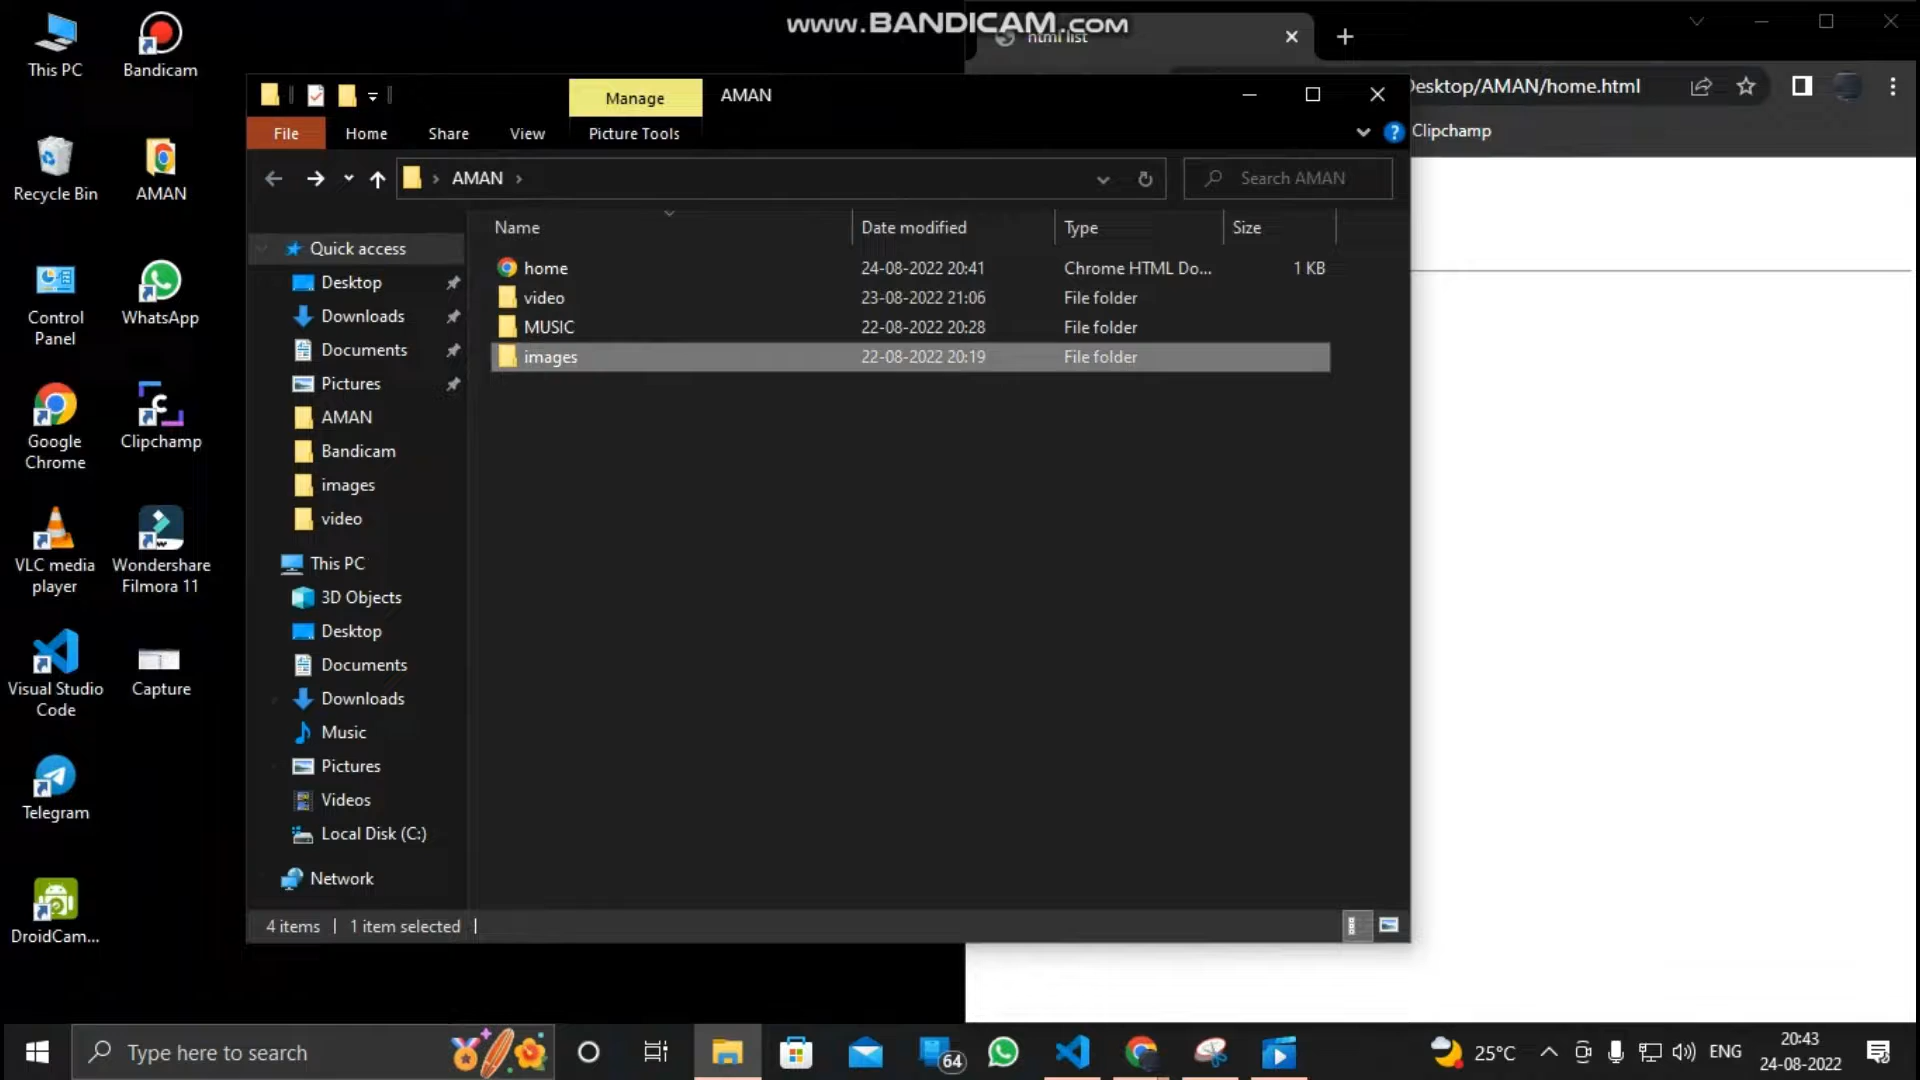 www.BANDICAM.com
html list
Desktop/AMAN/home.html
Clipchamp
This PC
Bandicam
Recycle Bin
AMAN
Control
Panel
WhatsApp
Google
Chrome
Clipchamp
VLC media
player
Wondershare
Filmora 11
Visual Studio
Code
Capture
Telegram
DroidCam...
Manage
AMAN
File
Home
Share
View
Picture Tools
AMAN
Search AMAN
Name
Date modified
Type
Size
home
24-08-2022 20:41
Chrome HTML Do...
1 KB
video
23-08-2022 21:06
File folder
MUSIC
22-08-2022 20:28
File folder
images
22-08-2022 20:19
File folder
Quick access
Desktop
Downloads
Documents
Pictures
AMAN
Bandicam
images
video
This PC
3D Objects
Desktop
Documents
Downloads
Music
Pictures
Videos
Local Disk (C:)
Network
4 items
1 item selected
Type here to search
64
25°C
ENG
20:43
24-08-2022